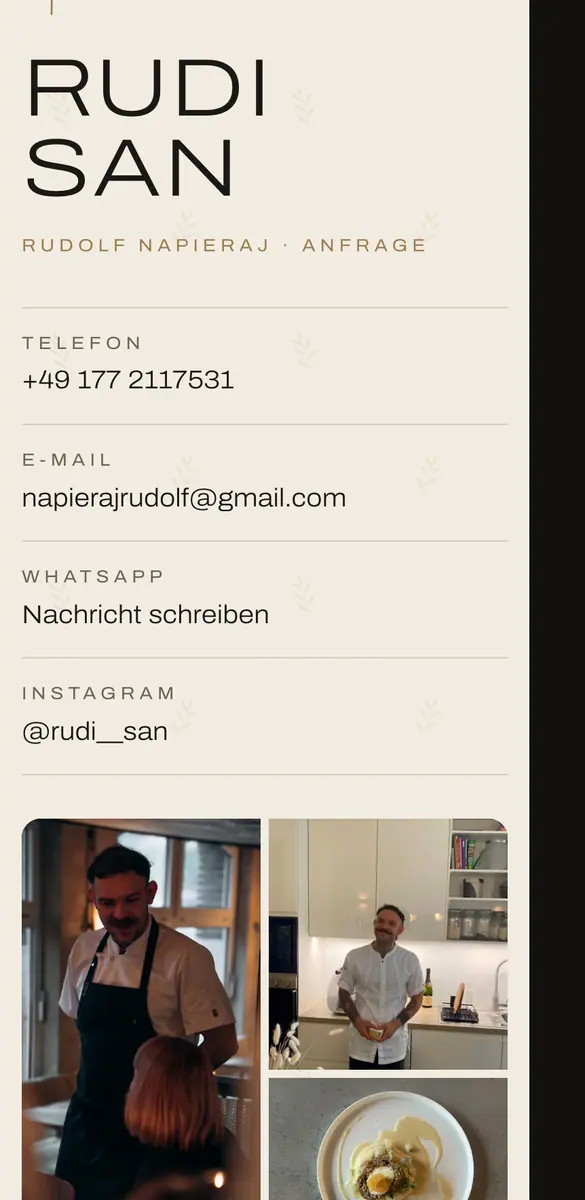 RUDI
SAN
RUDOLF NAPIERAJ · ANFRAGE
TELEFON
+49 177 2117531
E-MAIL
napierajrudolf@gmail.com
WHATSAPP
Nachricht schreiben
INSTAGRAM
@rudi__san